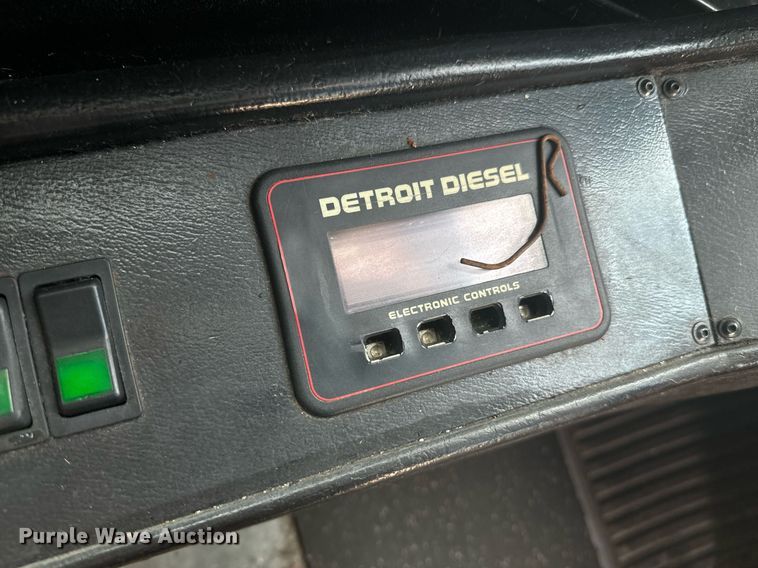 DETROIT DIESEL
ELECTRONIC CONTROLS
Purple Wave Auction